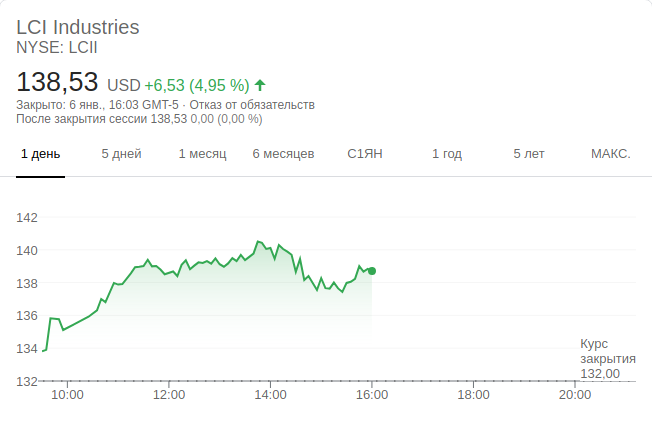 LCI Industries
NYSE: LCII
138,53 USD +6,53 (4,95 %)
Закрыто: 6 янв., 16:03 GMT-5 · Отказ от обязательств
После закрытия сессии 138,53 0,00 (0,00 %)
1 день 5 дней 1 месяц 6 месяцев С1ЯН 1 год 5 лет МАКС.
142
140
138
136
134
132
Курс
закрытия
132,00
10:00 12:00 14:00 16:00 18:00 20:00